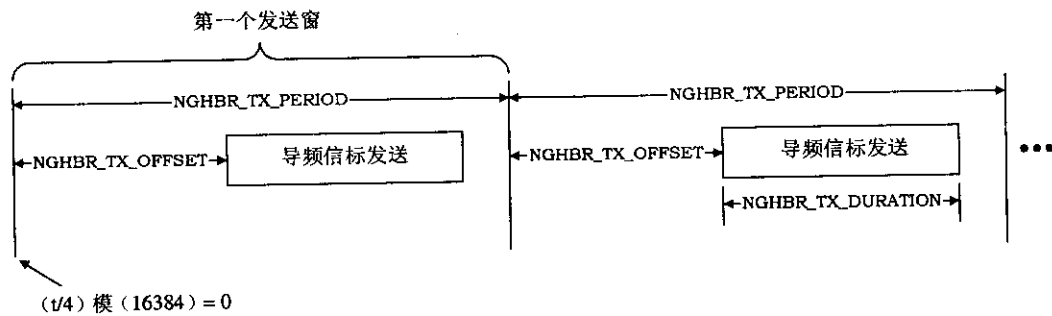 第一个发送窗
NGHBR_TX_PERIOD
NGHBR_TX_PERIOD
NGHBR_TX_OFFSET
导频信标发送
NGHBR_TX_OFFSET
导频信标发送
NGHBR_TX_DURATION
(t/4)模(16384)=0